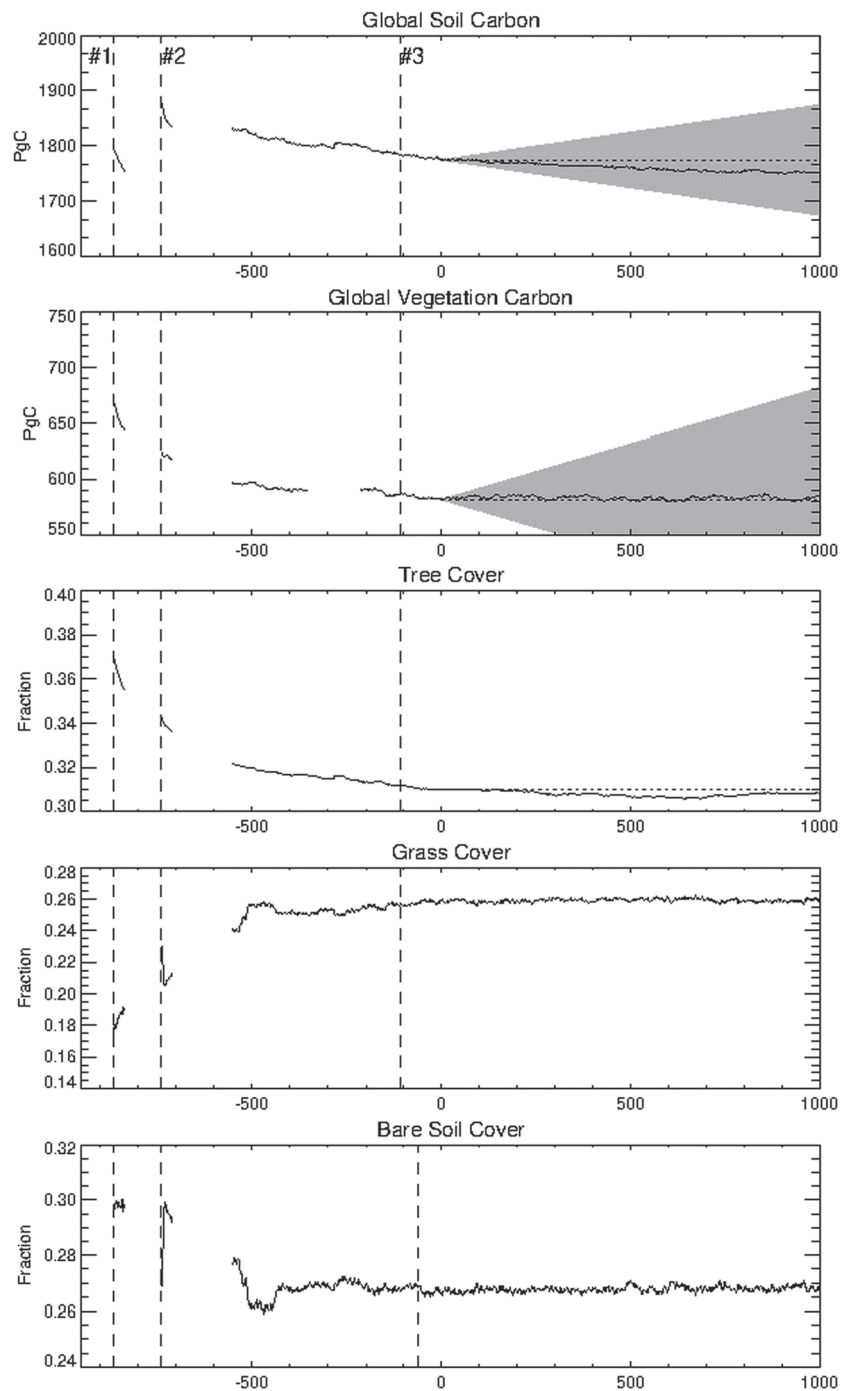 Global Soil Carbon
2000
1900
1800
1700
1600
PgC
#1
#2
#3
-500 0 500 1000
Global Vegetation Carbon
750
700
650
600
550
PgC
-500 0 500 1000
Tree Cover
0.40
0.38
0.36
0.34
0.32
0.30
Fraction
-500 0 500 1000
Grass Cover
0.28
0.26
0.24
0.22
0.20
0.18
0.16
0.14
Fraction
-500 0 500 1000
Bare Soil Cover
0.32
0.30
0.28
0.26
0.24
Fraction
-500 0 500 1000